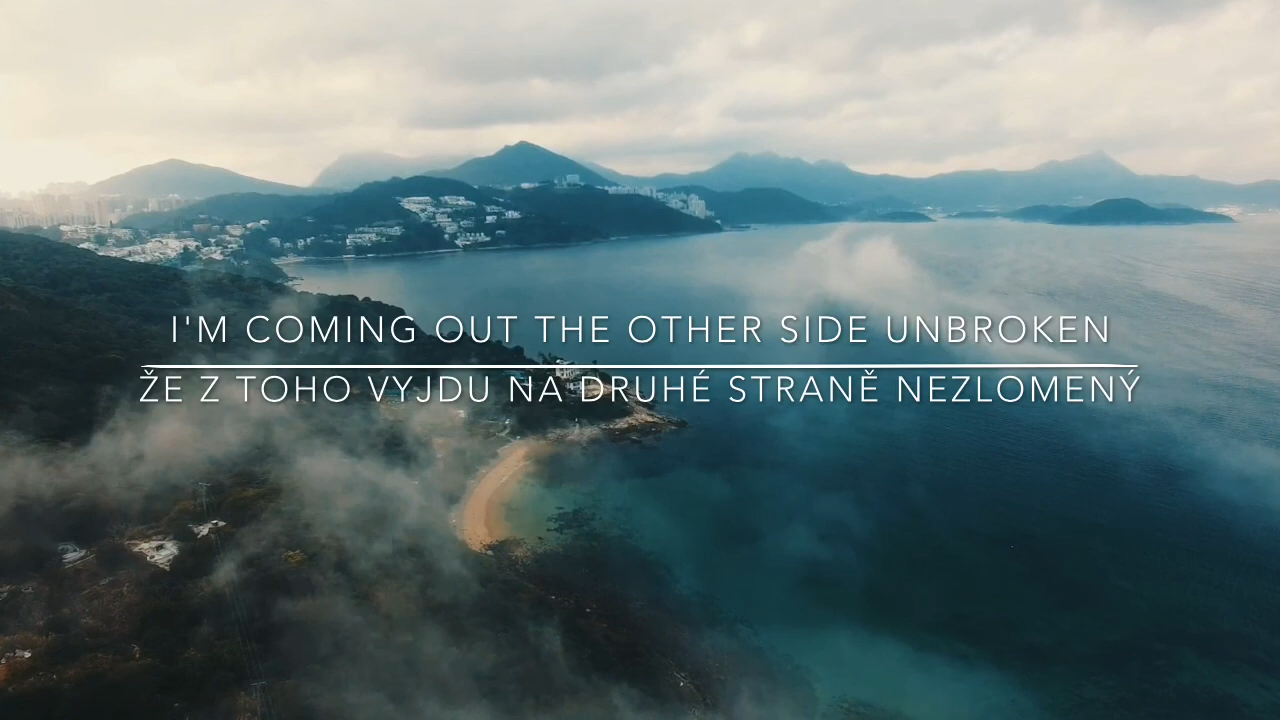 I'M COMING OUT THE OTHER SIDE UNBROKEN
ŽE Z TOHO VYJDU NA DRUHÉ STRANĚ NEZLOMENÝ